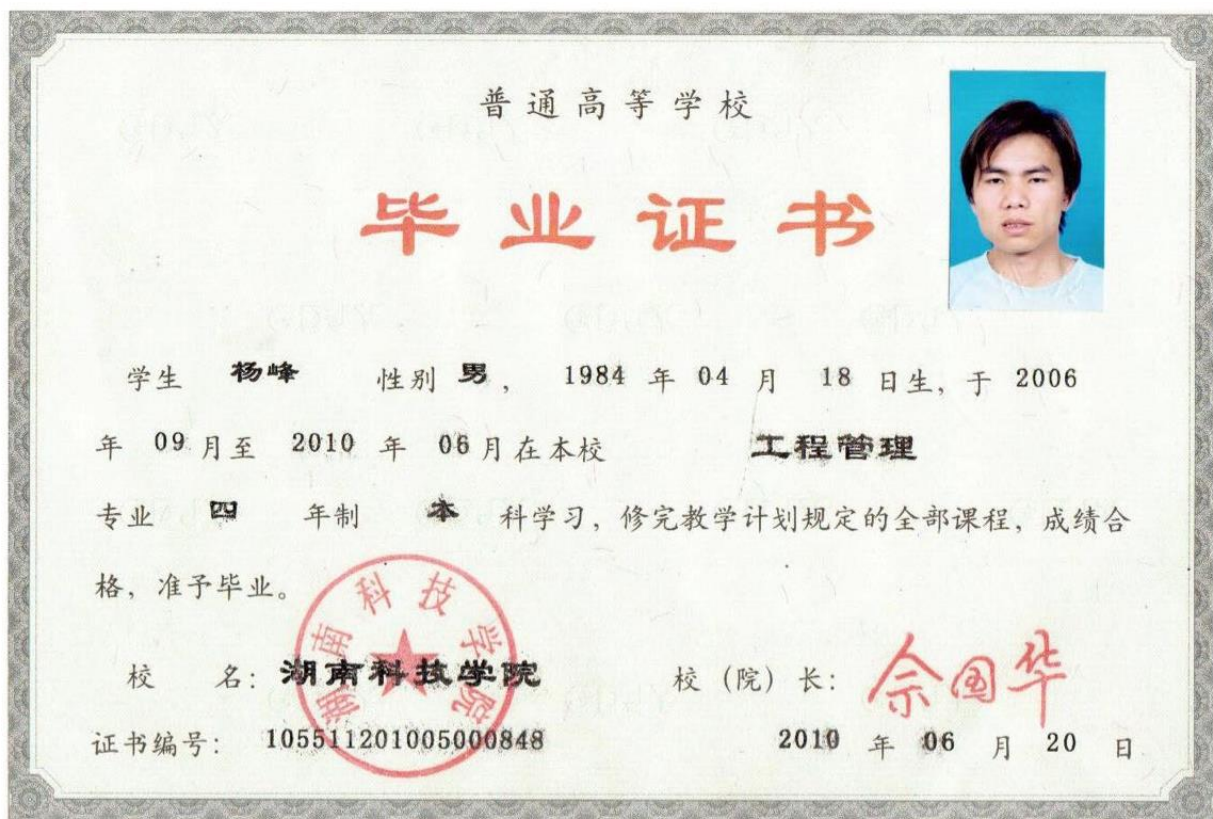 普通高等学校
毕业证书
学生 杨峰 性别 男， 1984 年 04 月 18 日生，于 2006
年 09 月至 2010 年 06 月在本校 工程管理
专业 四 年制 本 科学习，修完教学计划规定的全部课程，成绩合
格，准予毕业。
湖南科技学院
校 名：湖南科技学院 校（院）长：佘国华
证书编号：105511201005000848 2010 年 06 月 20 日